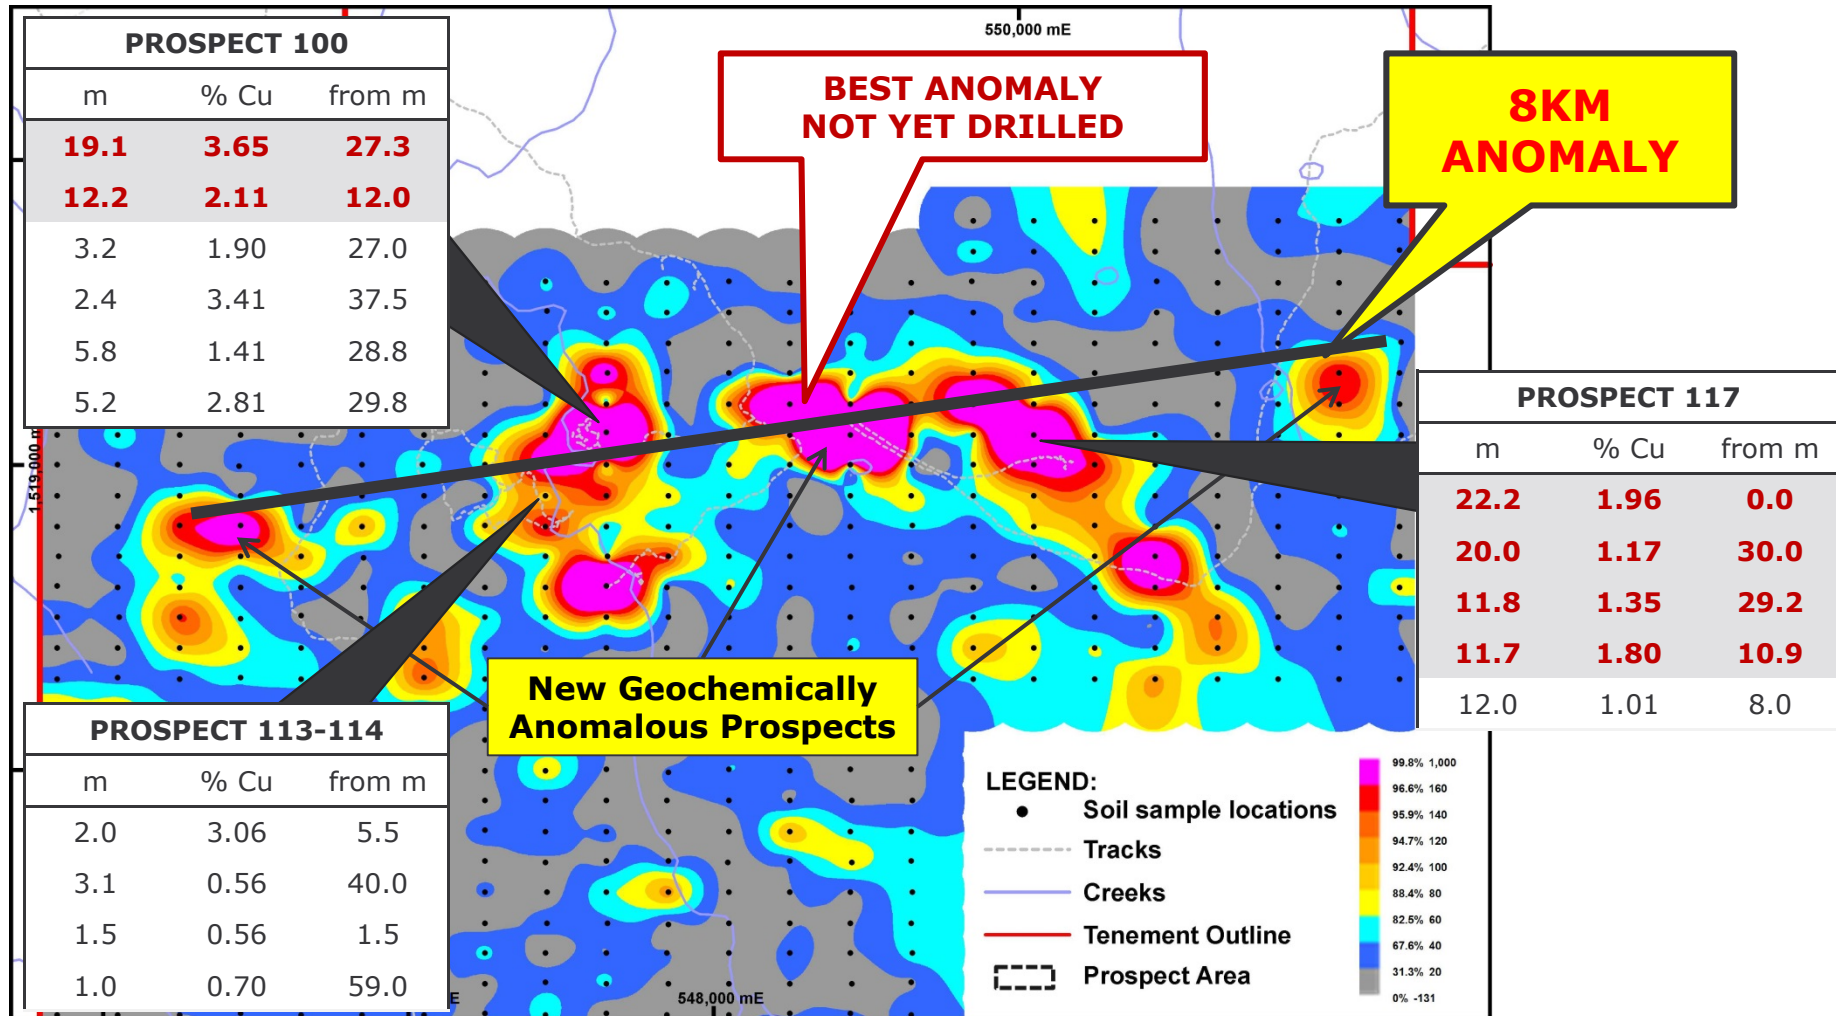 550,000 mE
PROSPECT 100
m % Cu from m
19.1 3.65 27.3
12.2 2.11 12.0
3.2 1.90 27.0
2.4 3.41 37.5
5.8 1.41 28.8
5.2 2.81 29.8
BEST ANOMALY
NOT YET DRILLED
8KM
ANOMALY
1,519,000 m
PROSPECT 117
m % Cu from m
22.2 1.96 0.0
20.0 1.17 30.0
11.8 1.35 29.2
11.7 1.80 10.9
12.0 1.01 8.0
New Geochemically
Anomalous Prospects
PROSPECT 113-114
m % Cu from m
2.0 3.06 5.5
3.1 0.56 40.0
1.5 0.56 1.5
1.0 0.70 59.0
E
548,000 mE
LEGEND:
Soil sample locations
Tracks
Creeks
Tenement Outline
Prospect Area
99.8% 1,000
96.6% 160
95.9% 140
94.7% 120
92.4% 100
88.4% 80
82.5% 60
67.6% 40
31.3% 20
0% -131